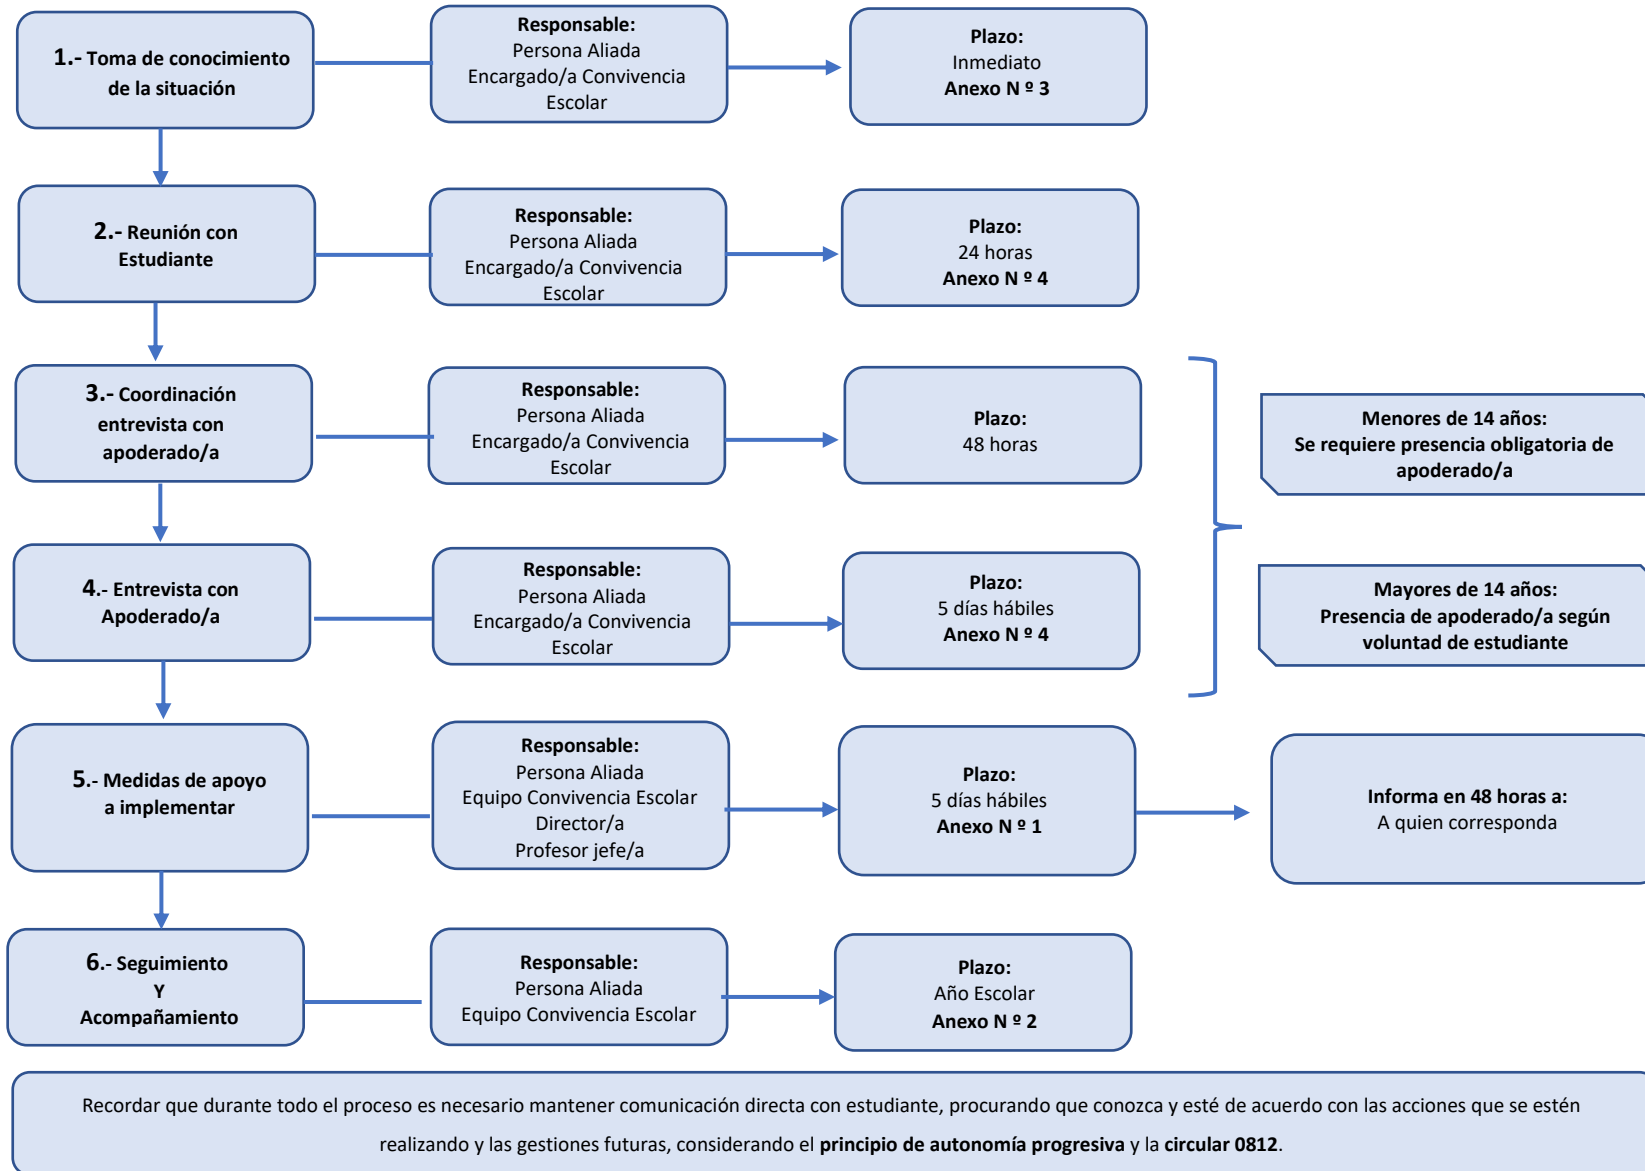 1.- Toma de conocimiento
de la situación
Responsable:
Persona Aliada
Encargado/a Convivencia
Escolar
Plazo:
Inmediato
Anexo N º 3
2.- Reunión con
Estudiante
Responsable:
Persona Aliada
Encargado/a Convivencia
Escolar
Plazo:
24 horas
Anexo N º 4
3.- Coordinación
entrevista con
apoderado/a
Responsable:
Persona Aliada
Encargado/a Convivencia
Escolar
Plazo:
48 horas
Menores de 14 años:
Se requiere presencia obligatoria de
apoderado/a
4.- Entrevista con
Apoderado/a
Responsable:
Persona Aliada
Encargado/a Convivencia
Escolar
Plazo:
5 días hábiles
Anexo N º 4
Mayores de 14 años:
Presencia de apoderado/a según
voluntad de estudiante
5.- Medidas de apoyo
a implementar
Responsable:
Persona Aliada
Equipo Convivencia Escolar
Director/a
Profesor jefe/a
Plazo:
5 días hábiles
Anexo N º 1
Informa en 48 horas a:
A quien corresponda
6.- Seguimiento
Y
Acompañamiento
Responsable:
Persona Aliada
Equipo Convivencia Escolar
Plazo:
Año Escolar
Anexo N º 2
Recordar que durante todo el proceso es necesario mantener comunicación directa con estudiante, procurando que conozca y esté de acuerdo con las acciones que se estén
realizando y las gestiones futuras, considerando el principio de autonomía progresiva y la circular 0812.